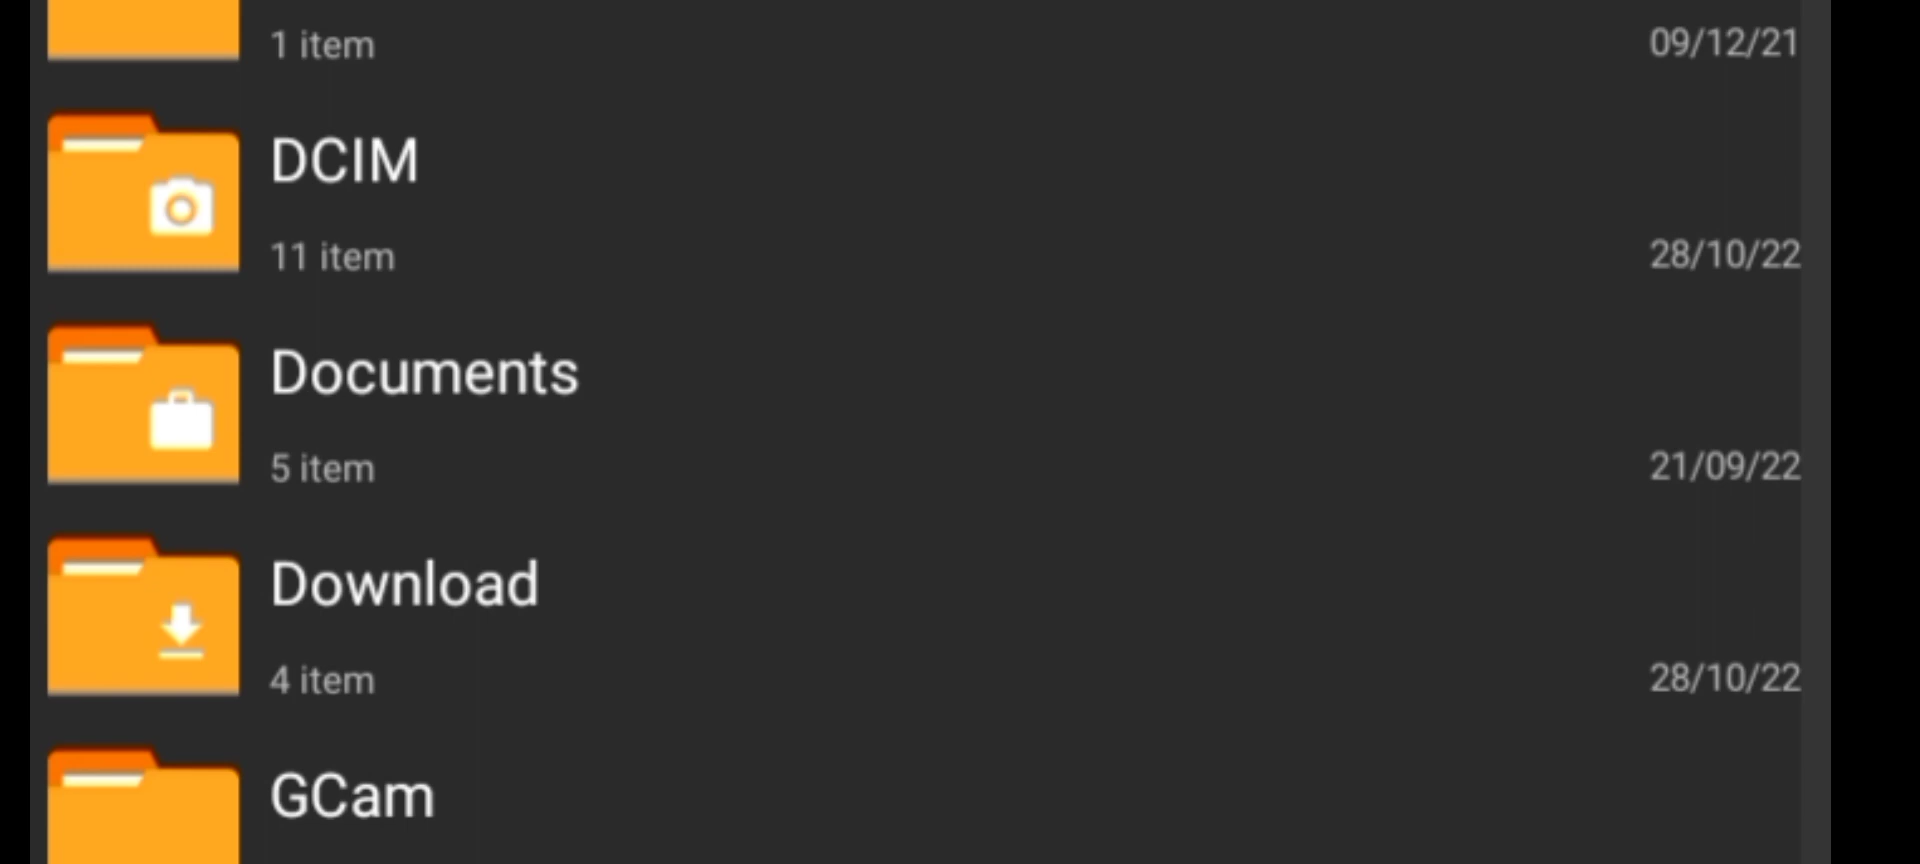 1 item 09/12/21
DCIM
11 item 28/10/22
Documents
5 item 21/09/22
Download
4 item 28/10/22
GCam